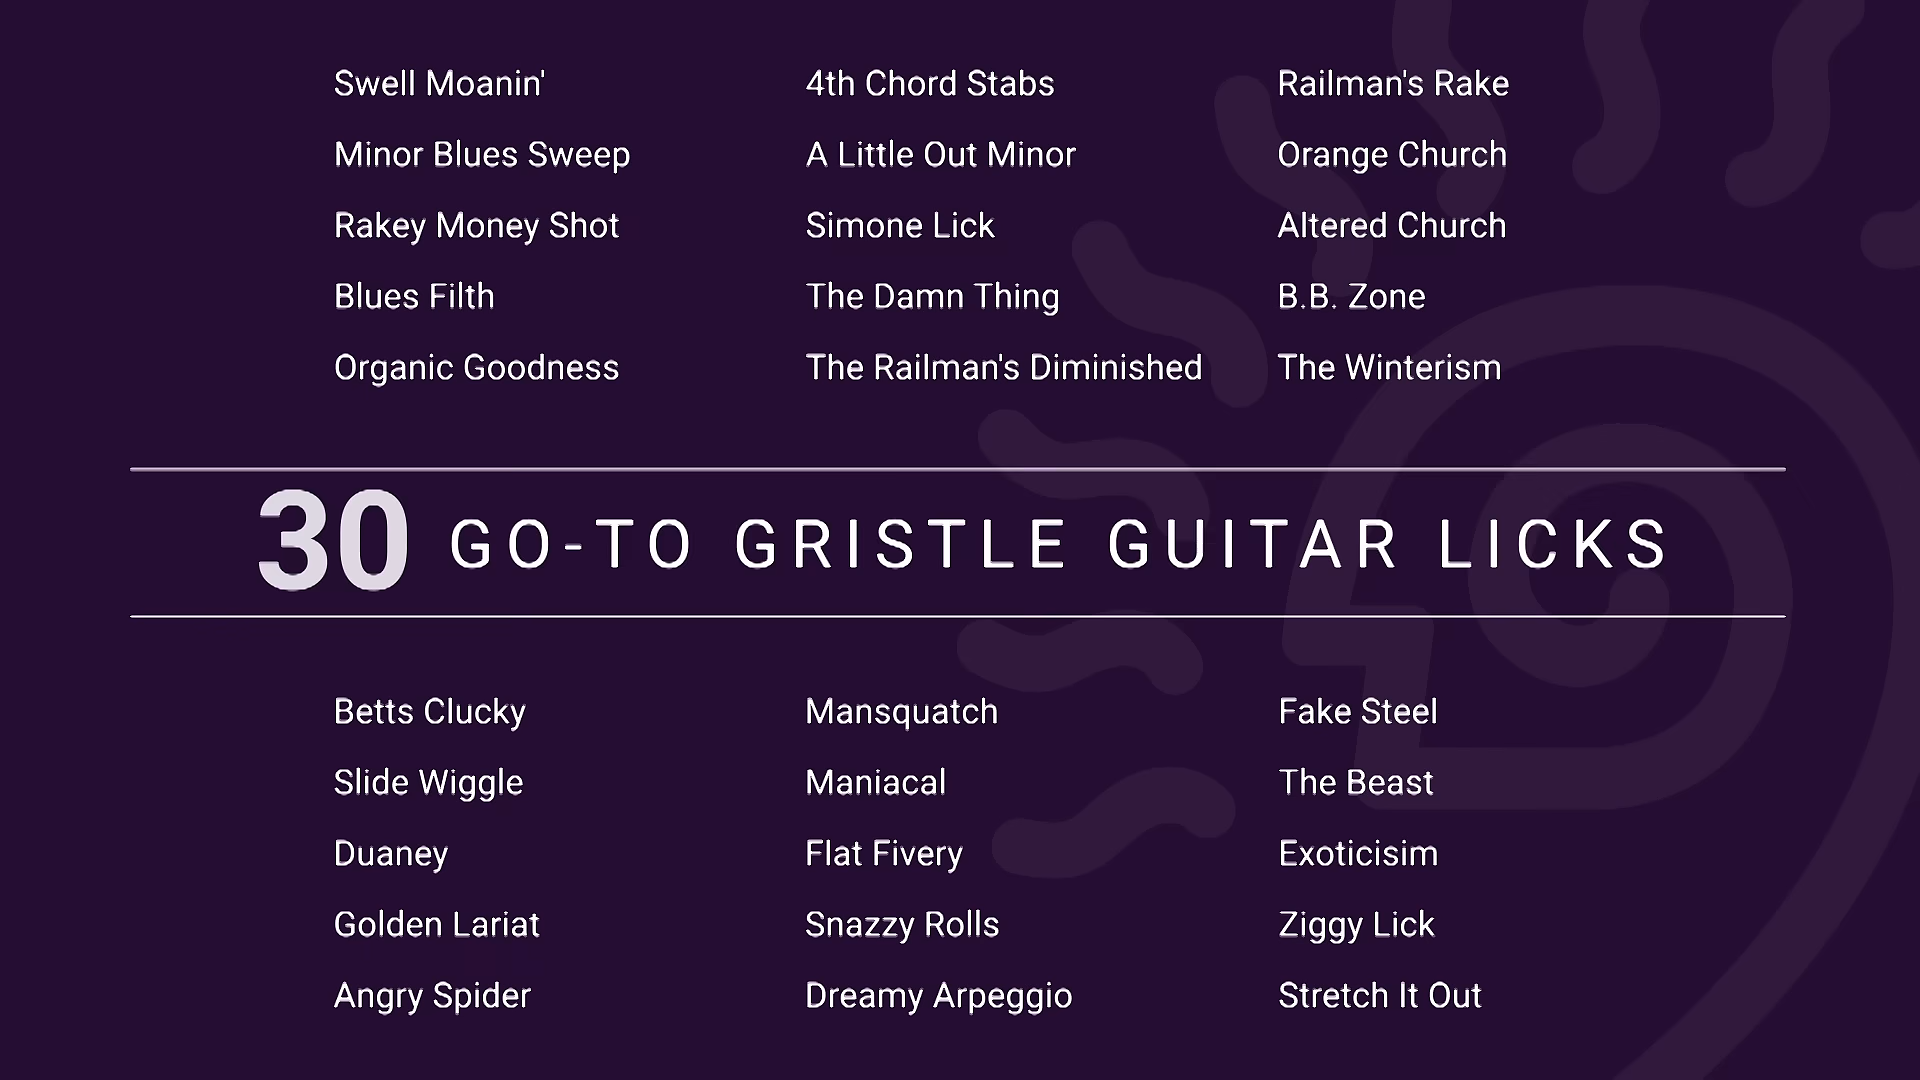 Swell Moanin'
Minor Blues Sweep
Rakey Money Shot
Blues Filth
Organic Goodness
4th Chord Stabs
A Little Out Minor
Simone Lick
The Damn Thing
The Railman's Diminished
Railman's Rake
Orange Church
Altered Church
B.B. Zone
The Winterism
30 GO-TO GRISTLE GUITAR LICKS
Betts Clucky
Slide Wiggle
Duaney
Golden Lariat
Angry Spider
Mansquatch
Maniacal
Flat Fivery
Snazzy Rolls
Dreamy Arpeggio
Fake Steel
The Beast
Exoticisim
Ziggy Lick
Stretch It Out